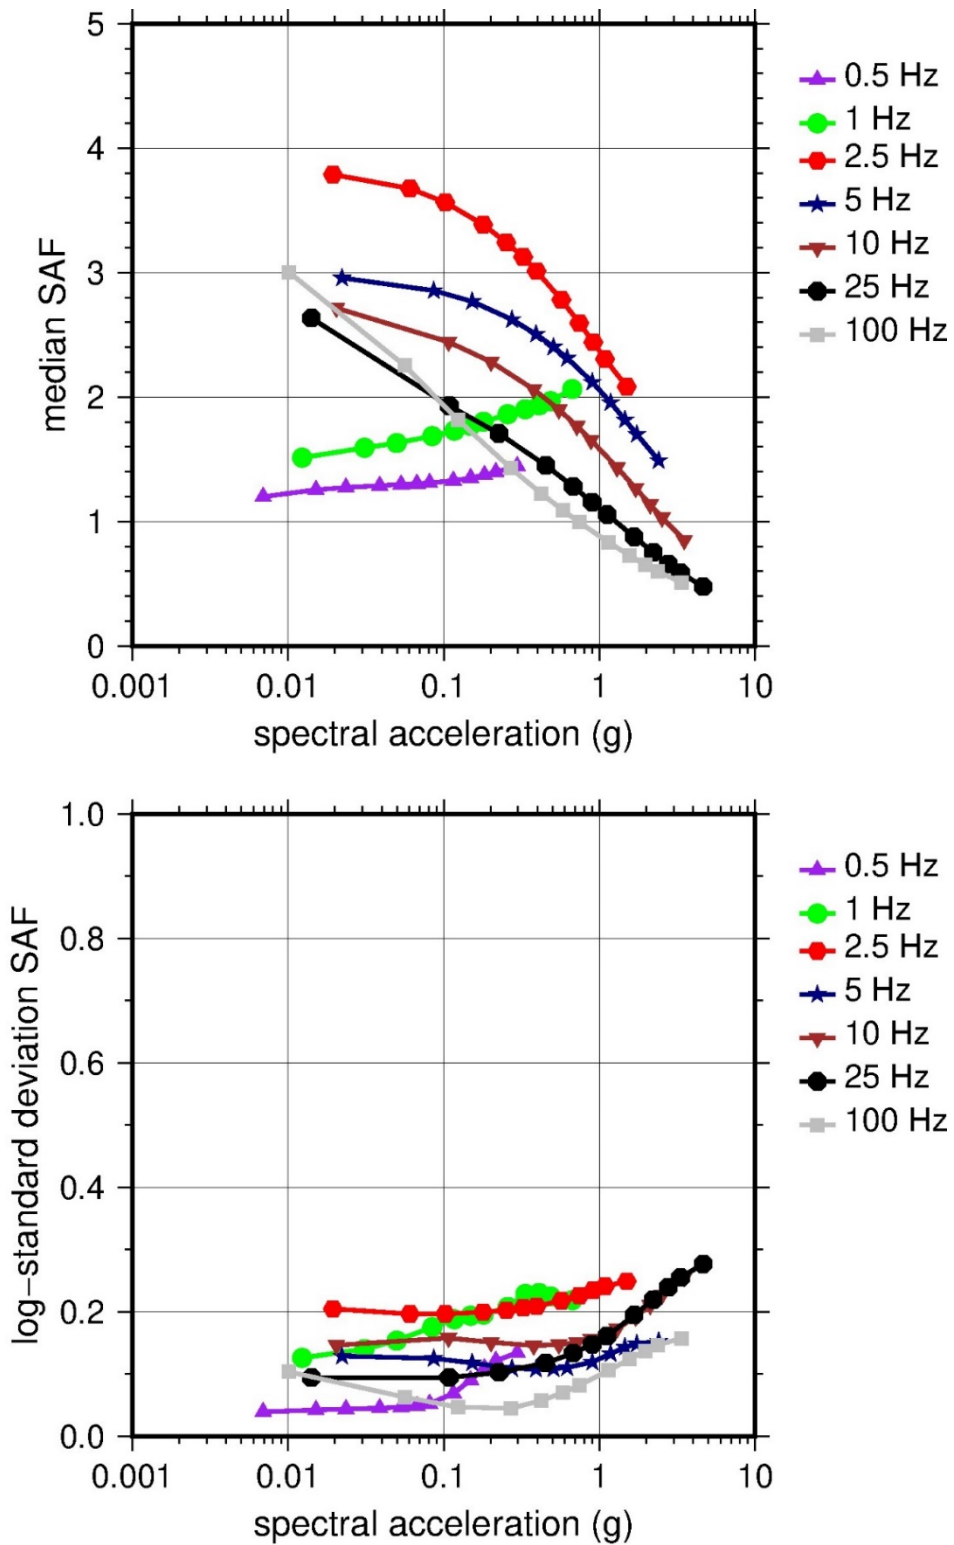 5
4
3
2
1
0
median SAF
0.001 0.01 0.1 1 10
spectral acceleration (g)
0.5 Hz
1 Hz
2.5 Hz
5 Hz
10 Hz
25 Hz
100 Hz
1.0
0.8
0.6
0.4
0.2
0.0
log-standard deviation SAF
0.001 0.01 0.1 1 10
spectral acceleration (g)
0.5 Hz
1 Hz
2.5 Hz
5 Hz
10 Hz
25 Hz
100 Hz